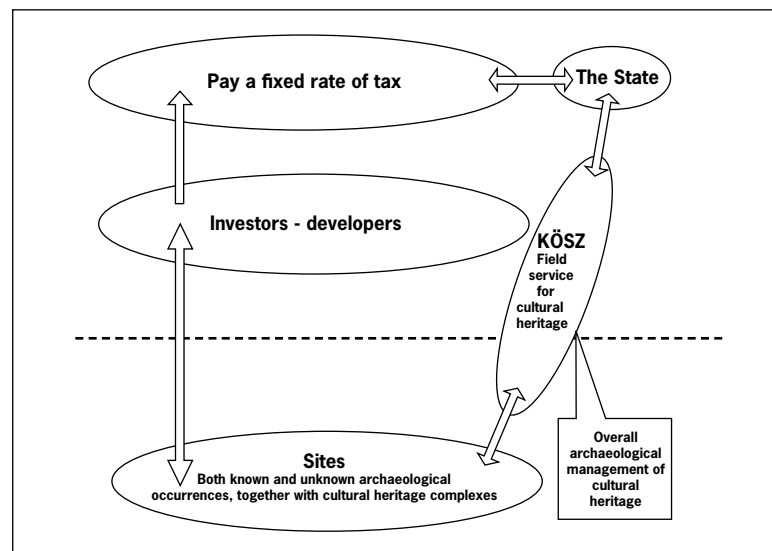 Pay a fixed rate of tax
The State
Investors - developers
KÖSZ
Field
service
for
cultural
heritage
Sites
Both known and unknown archaeological
occurrences, together with cultural heritage complexes
Overall
archaeological
management of
cultural
heritage